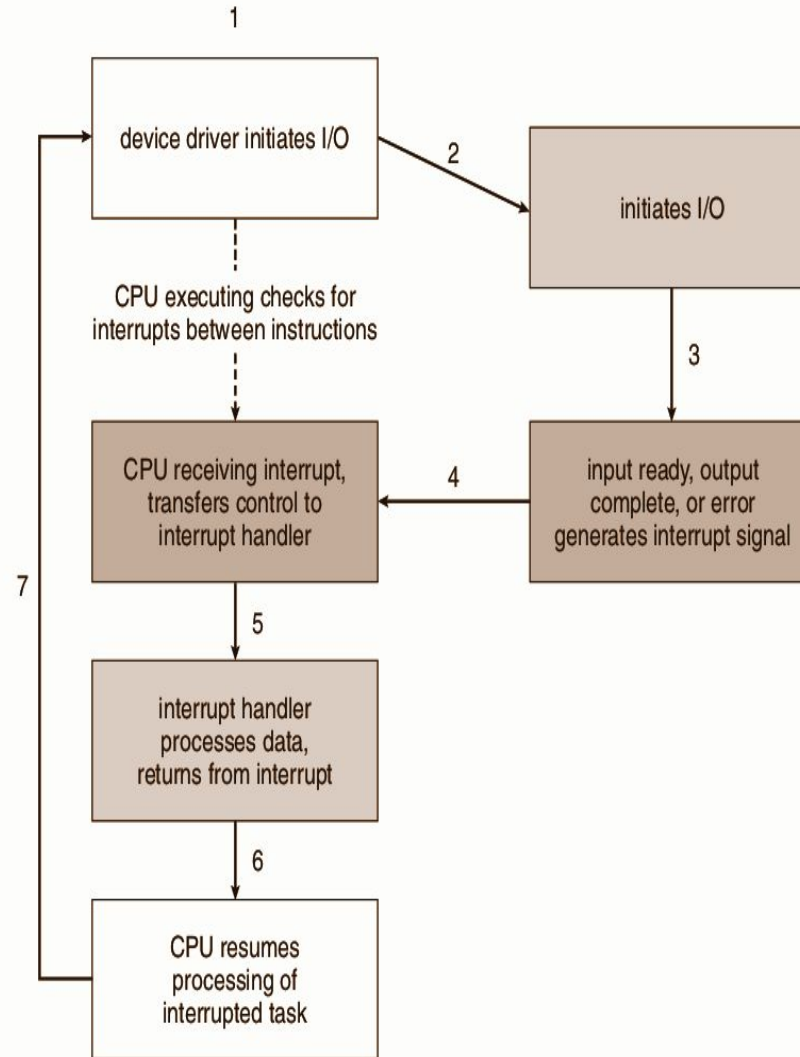 1
device driver initiates I/O
2
initiates I/O
CPU executing checks for
interrupts between instructions
3
CPU receiving interrupt,
transfers control to
interrupt handler
4
input ready, output
complete, or error
generates interrupt signal
7
5
interrupt handler
processes data,
returns from interrupt
6
CPU resumes
processing of
interrupted task